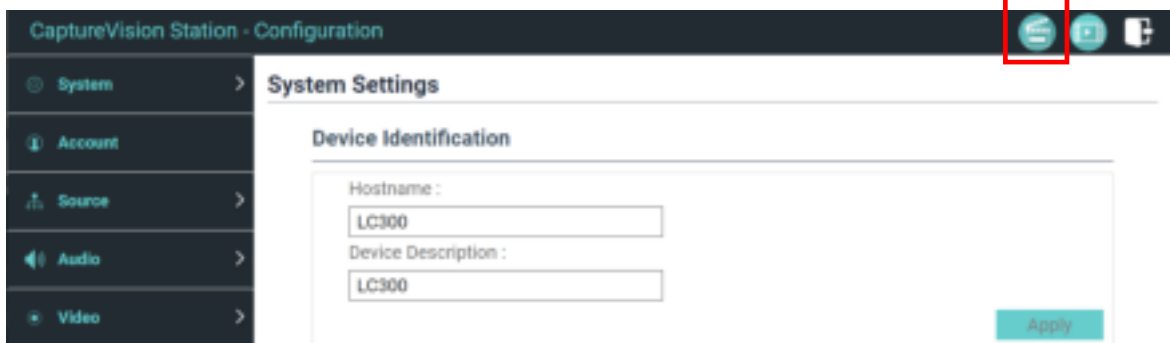 CaptureVision Station - Configuration
System
Account
Source
Audio
Video
System Settings
Device Identification
Hostname :
LC300
Device Description :
LC300
Apply